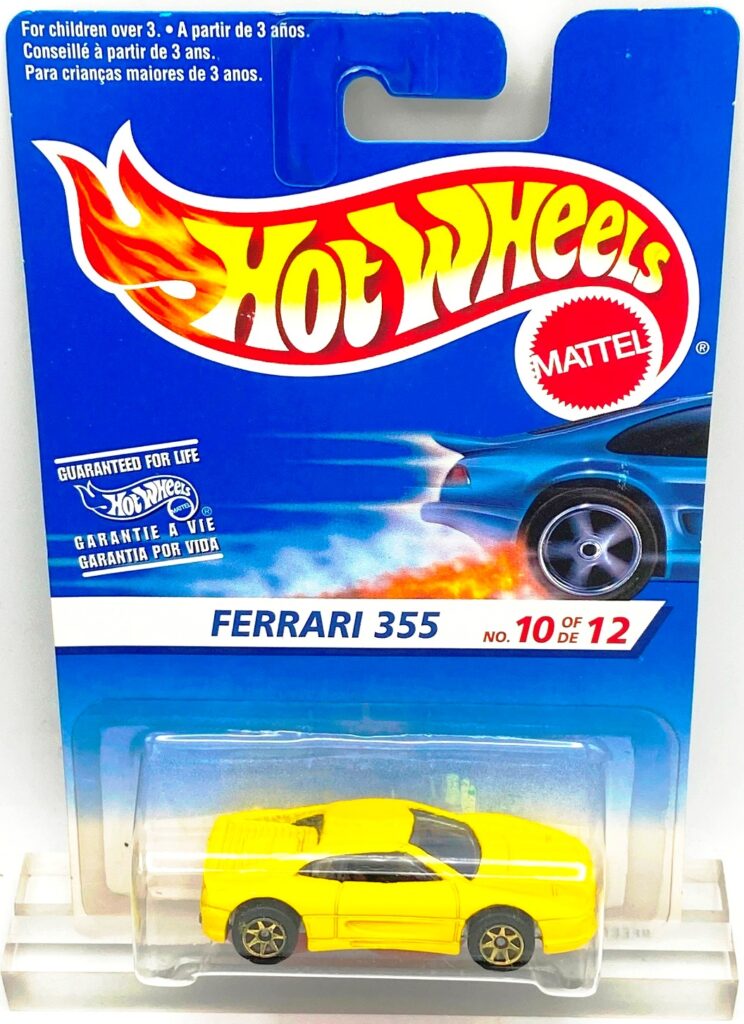 For children over 3. • A partir de 3 años.
Conseillé à partir de 3 ans.
Para crianças maiores de 3 anos.
Hot Wheels
MATTEL
®
GUARANTEED FOR LIFE
Hot Wheels
MATTEL
®
GARANTIE A VIE
GARANTIA POR VIDA
FERRARI 355
NO. 10 OF DE 12